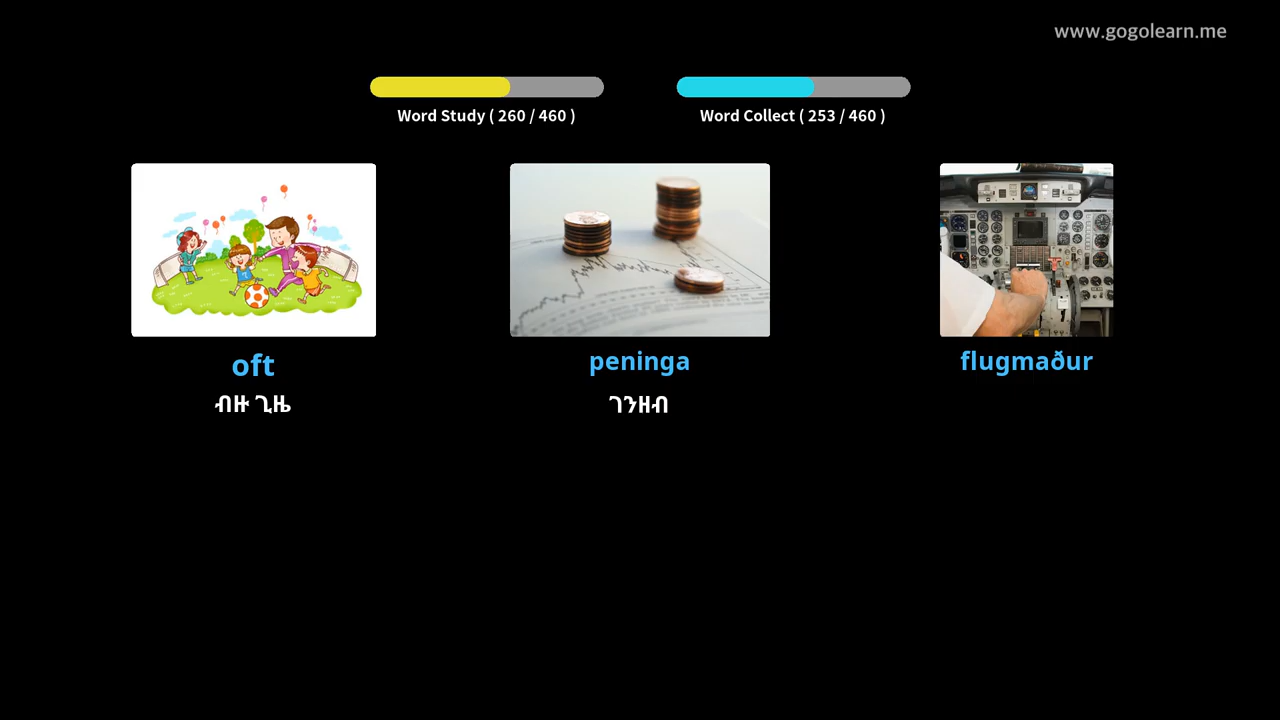 www.gogolearn.me
Word Study ( 260 / 460 )
Word Collect ( 253 / 460 )
oft
peninga
flugmaður
ብዙ ጊዜ
ገንዘብ